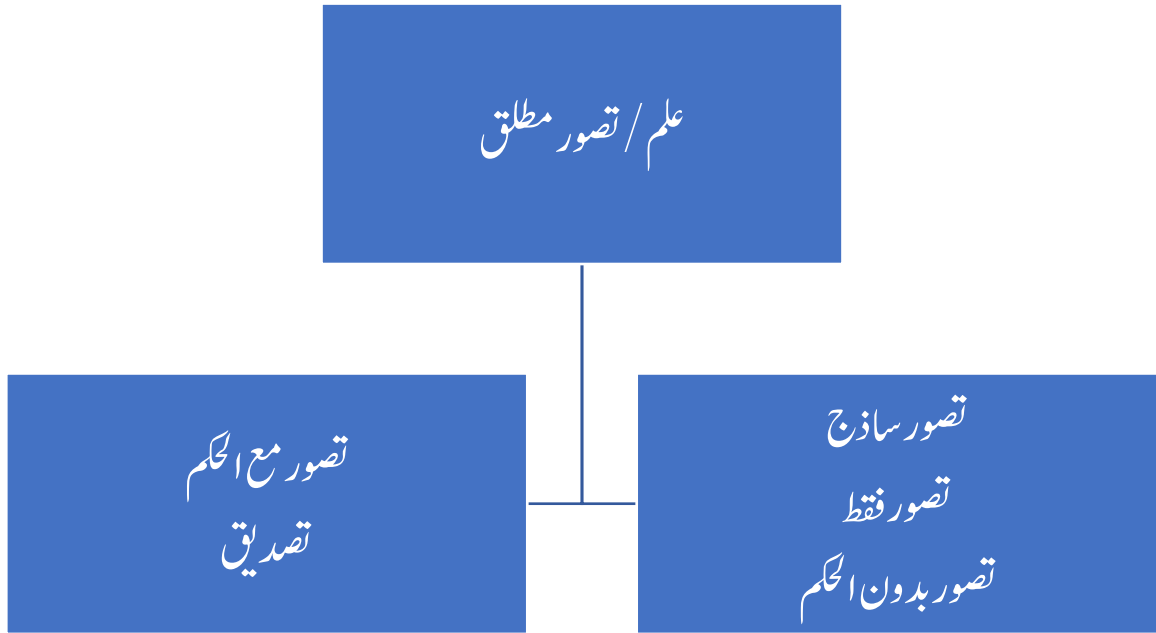 علم / تصور مطلق
تصور ساذج
تصور فقط
تصور بدون الحکم
تصور مع الحکم
تصدیق